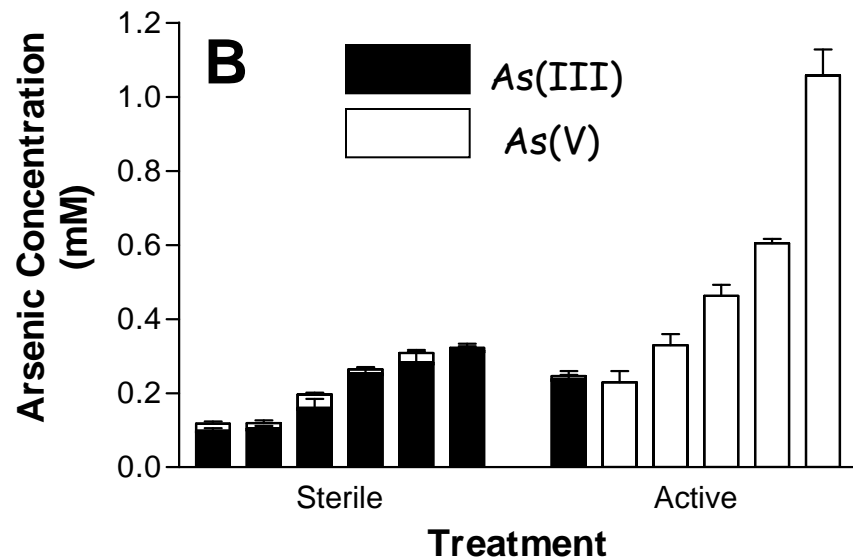 B
As(III)
As(V)
Arsenic Concentration
(mM)
1.2
1.0
0.8
0.6
0.4
0.2
0.0
Sterile
Active
Treatment